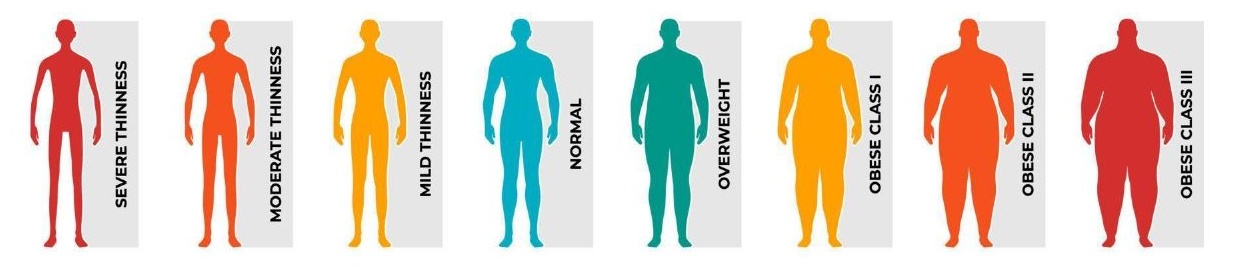 SEVERE THINNESS
MODERATE THINNESS
MILD THINNESS
NORMAL
OVERWEIGHT
OBESE CLASS I
OBESE CLASS II
OBESE CLASS III